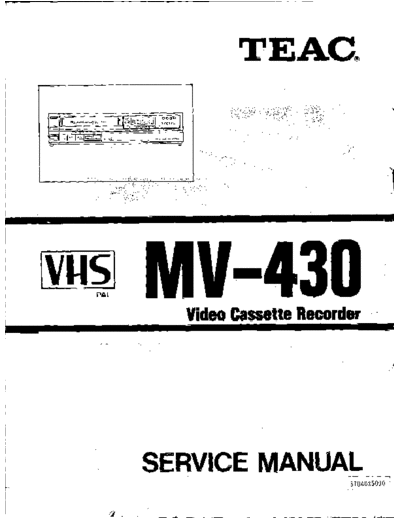 TEAC
VHS
PAL
MV-430
Video Cassette Recorder
SERVICE MANUAL